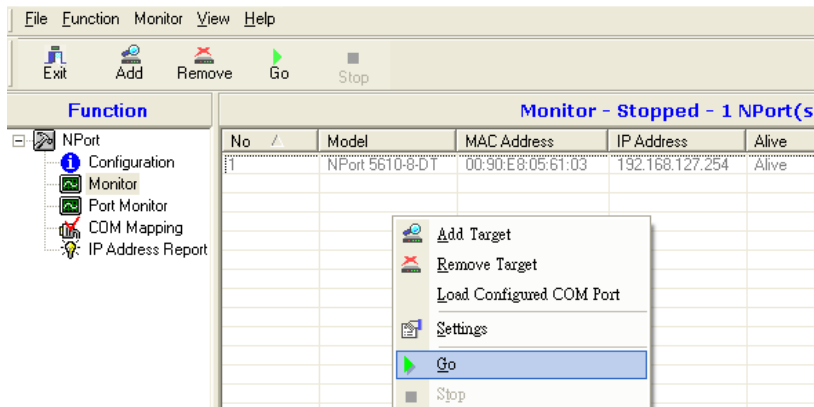 File Function Monitor View Help
Exit Add Remove Go Stop
Function
Monitor - Stopped - 1 NPort(s
NPort
Configuration
Monitor
Port Monitor
COM Mapping
IP Address Report
No Model MAC Address IP Address Alive
1 NPort 5610-8-DT 00:90:E8:05:61:03 192.168.127.254 Alive
Add Target
Remove Target
Load Configured COM Port
Settings
Go
Stop